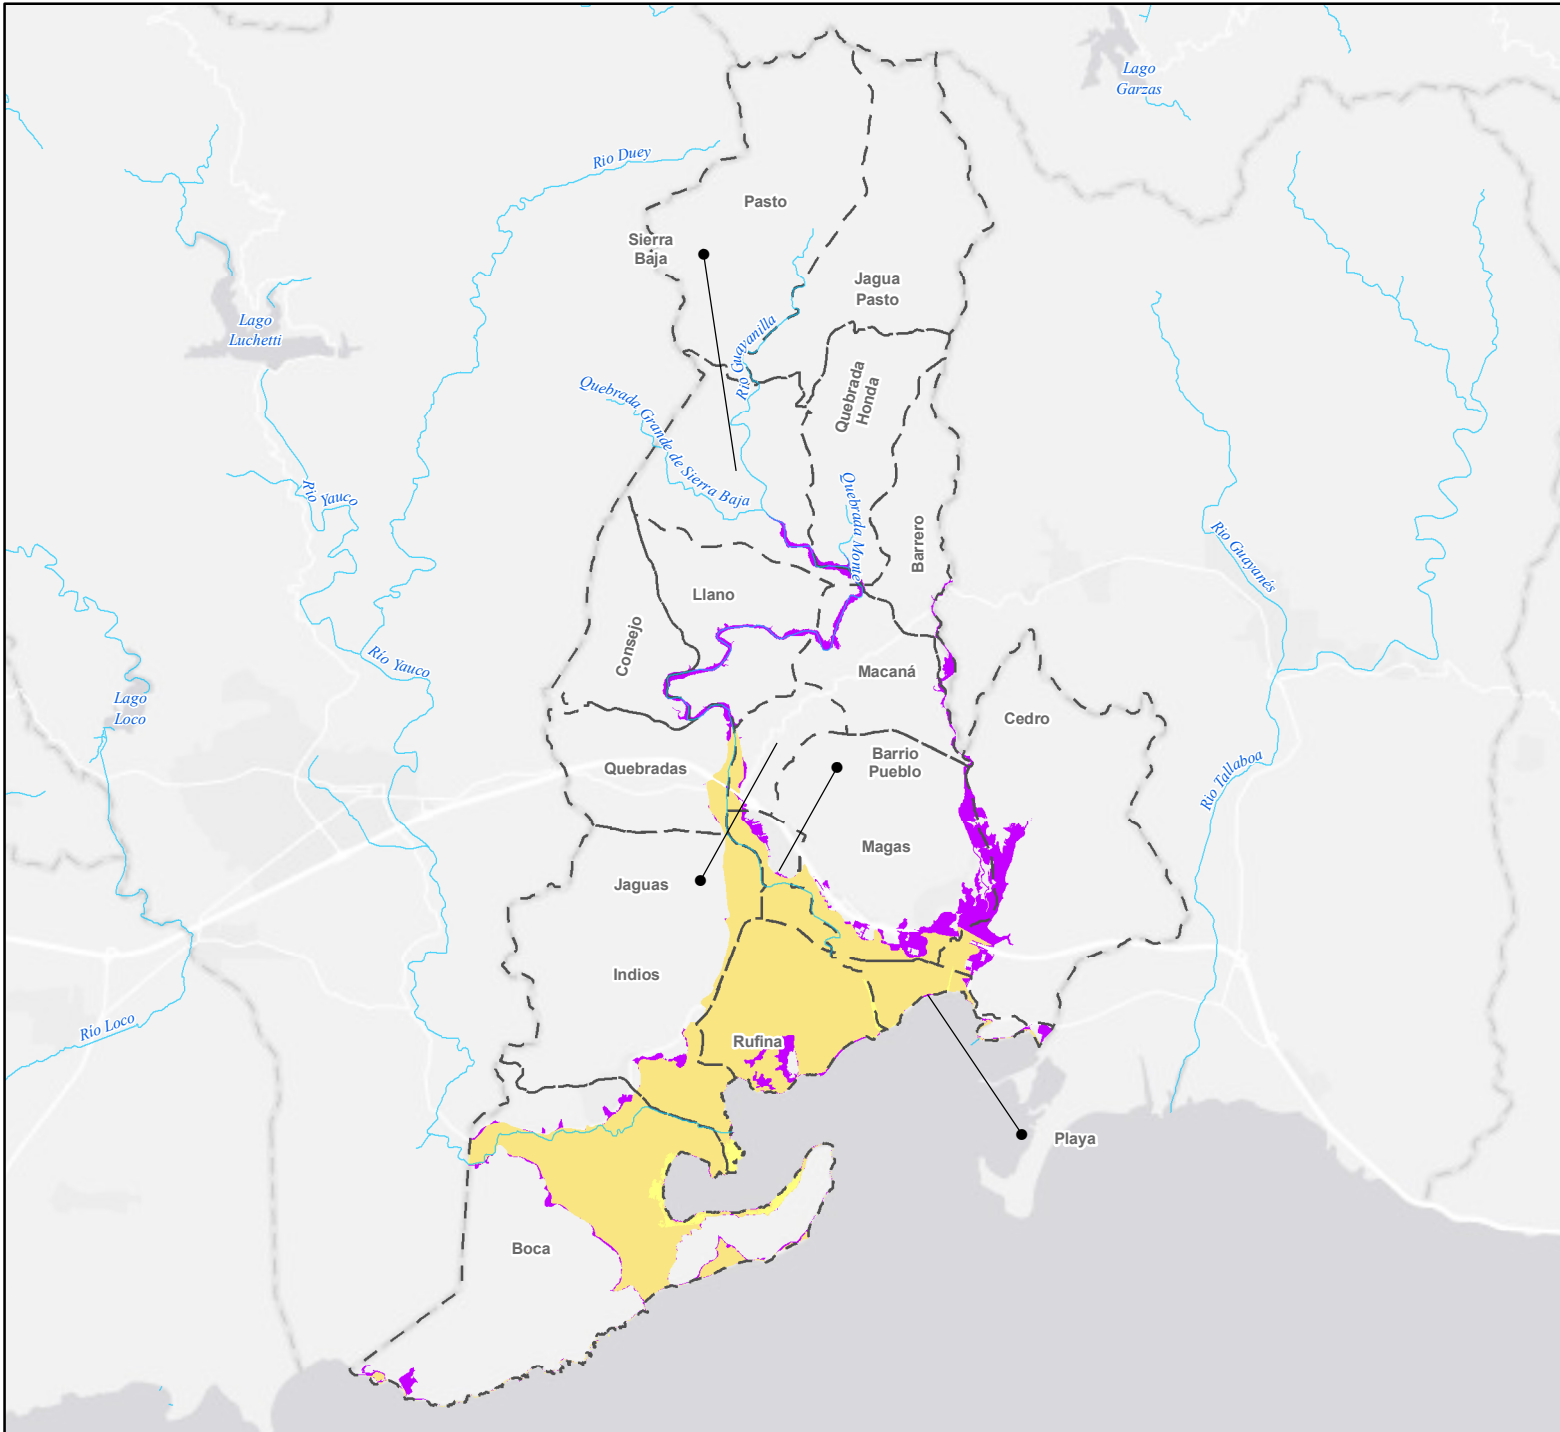 Lago
Garzas
Río Duey
Pasto
Sierra
Baja
Jagua
Pasto
Lago
Luchetti
Río Guayanilla
Quebrada
Honda
Quebrada Grande de Sierra Baja
Río Yauco
Quebrada Monte
Barrero
Río Guayanés
Llano
Consejo
Río Yauco
Macaná
Lago
Loco
Cedro
Quebradas
Barrio
Pueblo
Río Tallaboa
Magas
Jaguas
Indios
Río Loco
Rufina
Playa
Boca